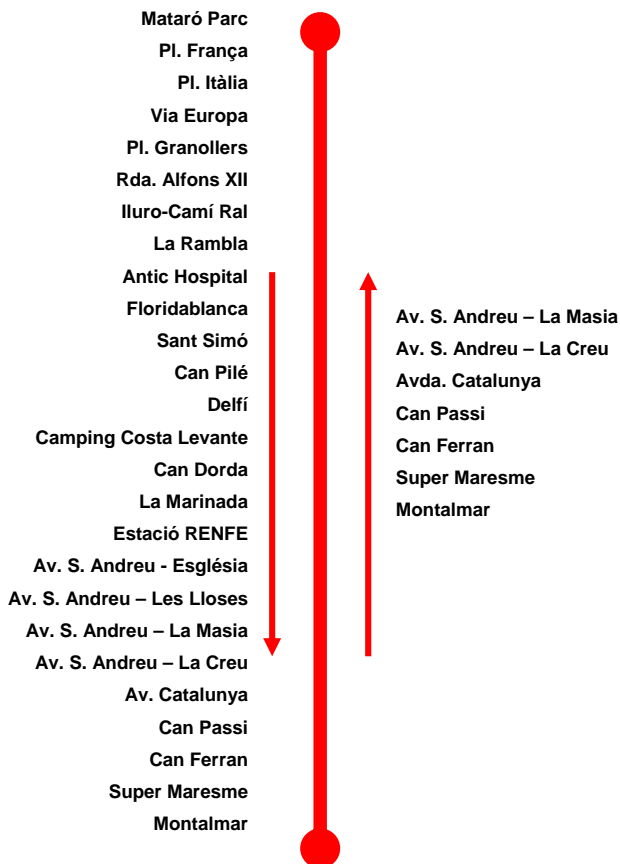 Mataró Parc
Pl. França
Pl. Itàlia
Via Europa
Pl. Granollers
Rda. Alfons XII
Iluro-Camí Ral
La Rambla
Antic Hospital
Floridablanca
Sant Simó
Can Pilé
Delfí
Camping Costa Levante
Can Dorda
La Marinada
Estació RENFE
Av. S. Andreu - Església
Av. S. Andreu – Les Lloses
Av. S. Andreu – La Masia
Av. S. Andreu – La Creu
Av. Catalunya
Can Passi
Can Ferran
Super Maresme
Montalmar
Av. S. Andreu – La Masia
Av. S. Andreu – La Creu
Avda. Catalunya
Can Passi
Can Ferran
Super Maresme
Montalmar